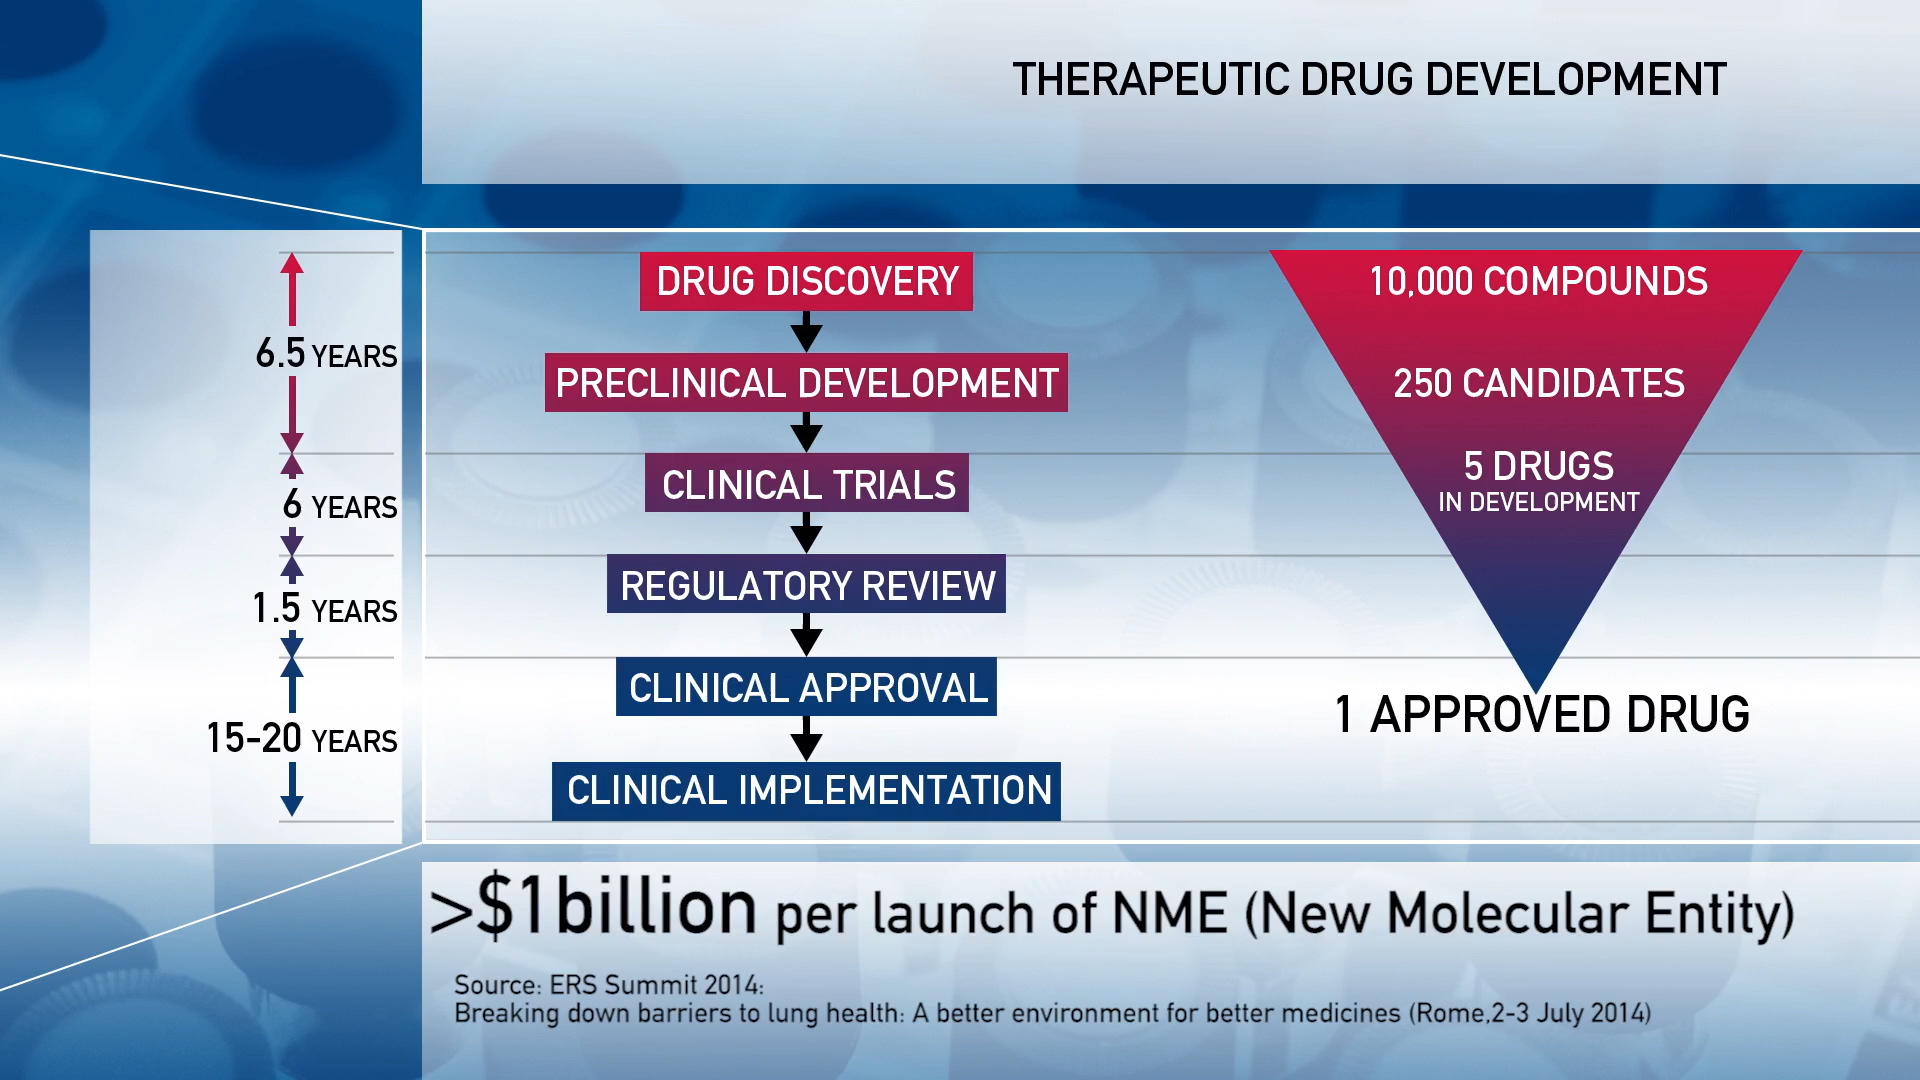 THERAPEUTIC DRUG DEVELOPMENT
6.5 YEARS
6 YEARS
1.5 YEARS
15-20 YEARS
DRUG DISCOVERY
PRECLINICAL DEVELOPMENT
CLINICAL TRIALS
REGULATORY REVIEW
CLINICAL APPROVAL
CLINICAL IMPLEMENTATION
10,000 COMPOUNDS
250 CANDIDATES
5 DRUGS
IN DEVELOPMENT
1 APPROVED DRUG
>$1billion per launch of NME (New Molecular Entity)
Source: ERS Summit 2014:
Breaking down barriers to lung health: A better environment for better medicines (Rome,2-3 July 2014)